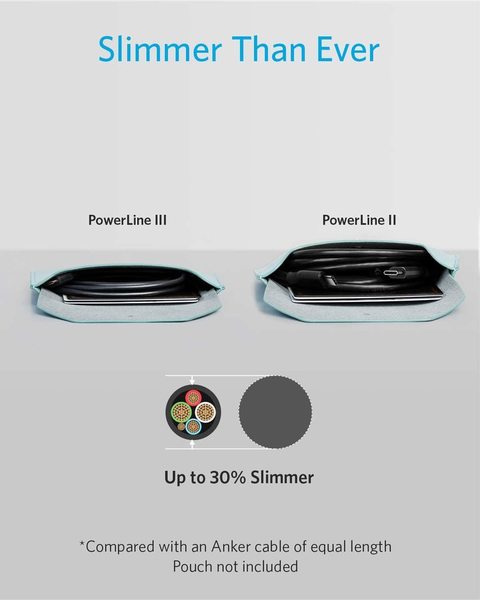 Slimmer Than Ever
PowerLine III
PowerLine II
Up to 30% Slimmer
*Compared with an Anker cable of equal length
Pouch not included